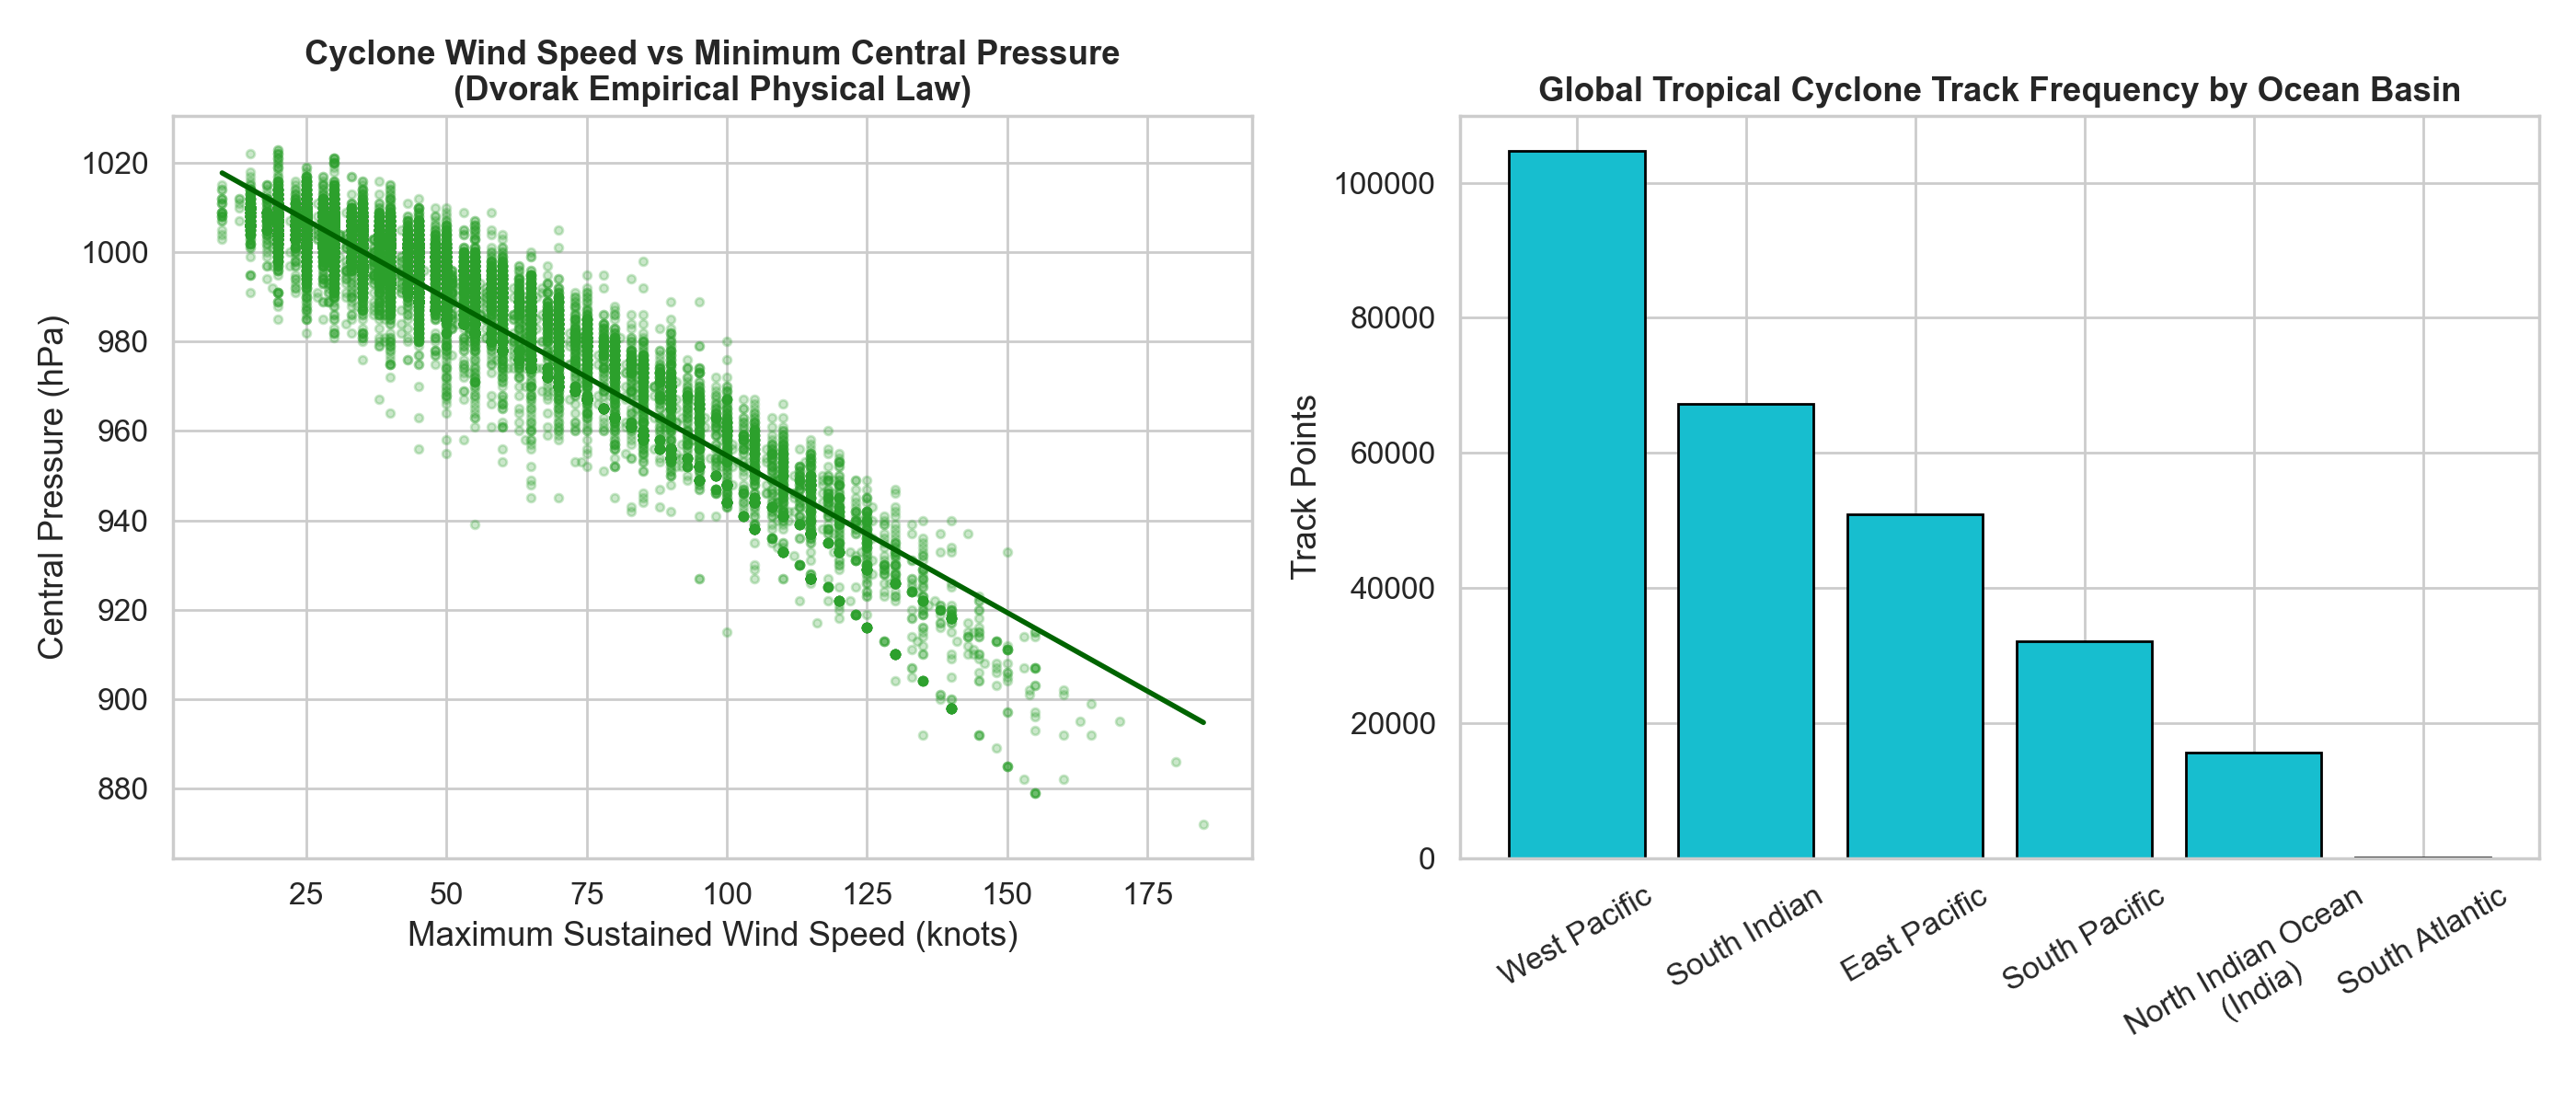 Cyclone Wind Speed vs Minimum Central Pressure
(Dvorak Empirical Physical Law)
Central Pressure (hPa)
1020
1000
980
960
940
920
900
880
25 50 75 100 125 150 175
Maximum Sustained Wind Speed (knots)
Global Tropical Cyclone Track Frequency by Ocean Basin
Track Points
100000
80000
60000
40000
20000
0
West Pacific
South Indian
East Pacific
South Pacific
North Indian Ocean
(India)
South Atlantic